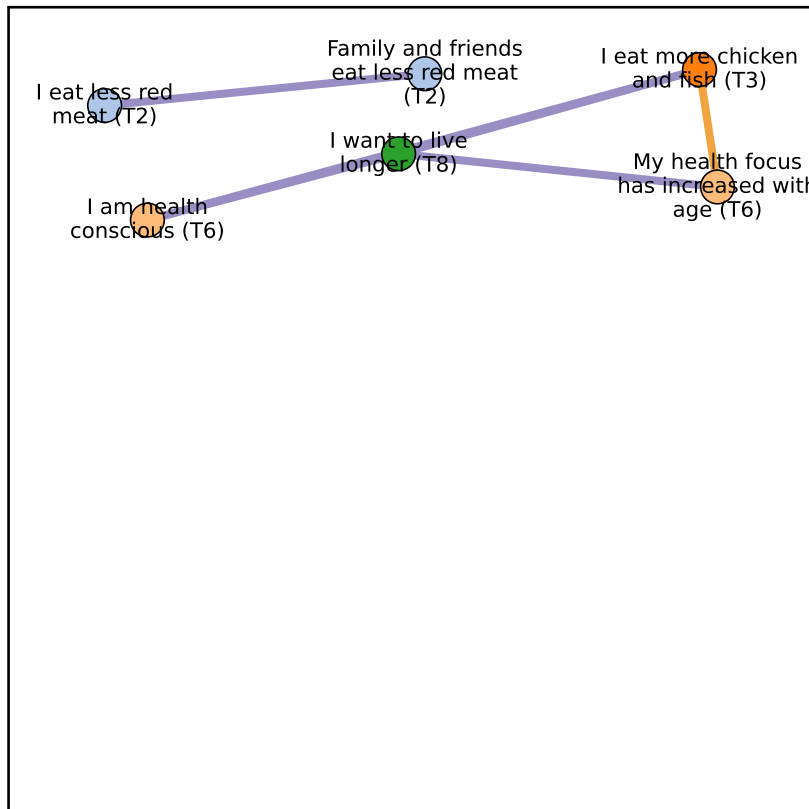 Family and friends
eat less red meat
(T2)
I eat more chicken
and fish (T3)
I eat less red
meat (T2)
I want to live
longer (T8)
My health focus
has increased with
age (T6)
I am health
conscious (T6)